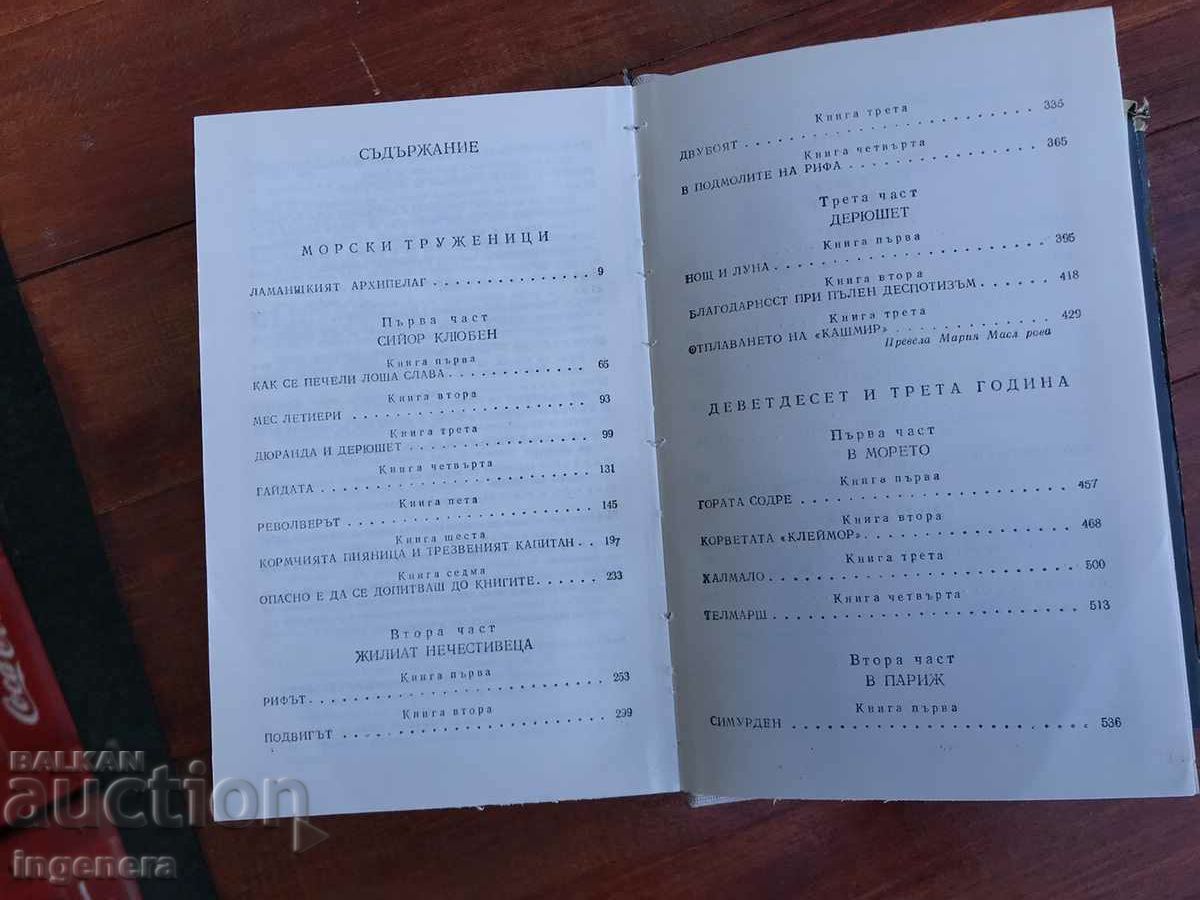 СЪДЪРЖАНИЕ
МОРСКИ ТРУЖЕНИЦИ
ЛАМАНШКИЯТ АРХИПЕЛАГ . . . . . . . . . . . . 9
Първа част
СИЙОР КЛЮБЕН
Книга първа
КАК СЕ ПЕЧЕЛИ ЛОША СЛАВА . . . . . . . . . . 65
Книга втора
МЕС ЛЕТИЕРИ . . . . . . . . . . . . . . . . . 93
Книга трета
ДЮРАНДА И ДЕРЮШЕТ . . . . . . . . . . . . . 99
Книга четвърта
ГАЙДАТА . . . . . . . . . . . . . . . . . . . 131
Книга пета
РЕВОЛВЕРЪТ . . . . . . . . . . . . . . . . . 145
Книга шеста
КОРМЧИЯТА ПИЯНИЦА И ТРЕЗВЕНИЯТ КАПИТАН . . 197
Книга седма
ОПАСНО Е ДА СЕ ДОПИТВАШ ДО КНИГИТЕ . . . . . 233
Втора част
ЖИЛИАТ НЕЧЕСТИВЕЦА
Книга първа
РИФЪТ . . . . . . . . . . . . . . . . . . . . 253
Книга втора
ПОДВИГЪТ . . . . . . . . . . . . . . . . . . 299
Книга трета
ДВУБОЯТ . . . . . . . . . . . . . . . . . . . 335
Книга четвърта
В ПОДМОЛИТЕ НА РИФА . . . . . . . . . . . . 365
Трета част
ДЕРЮШЕТ
Книга първа
НОЩ И ЛУНА . . . . . . . . . . . . . . . . . 395
Книга втора
БЛАГОДАРНОСТ ПРИ ПЪЛЕН ДЕСПОТИЗЪМ . . . . . 418
Книга трета
ОТПЛАВАНЕТО НА «КАШМИР» . . . . . . . . . . 429
Превела Мария Масл рова
ДЕВЕТДЕСЕТ И ТРЕТА ГОДИНА
Първа част
В МОРЕТО
Книга първа
ГОРАТА СОДРЕ . . . . . . . . . . . . . . . . 457
Книга втора
КОРВЕТАТА «КЛЕЙМОР» . . . . . . . . . . . . 468
Книга трета
ХАЛМАЛО . . . . . . . . . . . . . . . . . . . 500
Книга четвърта
ТЕЛМАРШ . . . . . . . . . . . . . . . . . . . 513
Втора част
В ПАРИЖ
Книга първа
СИМУРДЕН . . . . . . . . . . . . . . . . . . 536
BALKAN
auction
ingenera